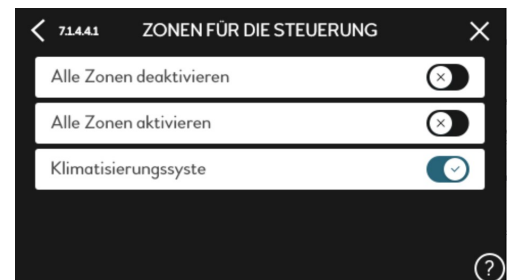 7.1.4.4.1 ZONEN FÜR DIE STEUERUNG
Alle Zonen deaktivieren
Alle Zonen aktivieren
Klimatisierungssyste
?